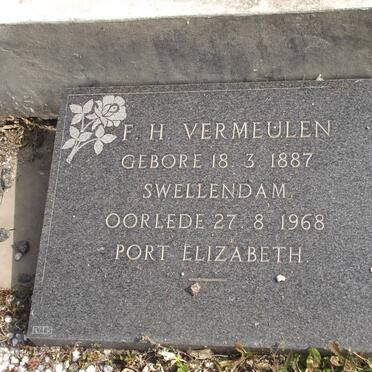 F. H. VERMEULEN
GEBORE 18 3 1887
SWELLENDAM,
OORLEDE 27 8 1968
PORT ELIZABETH